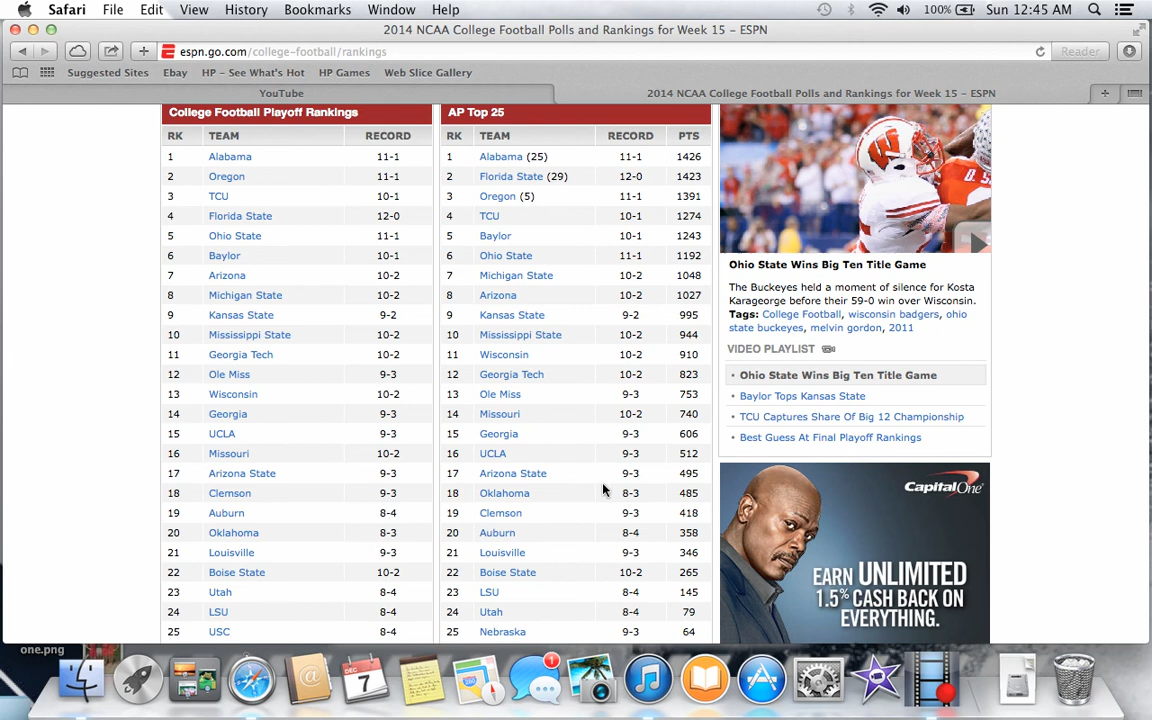 Safari File Edit View History Bookmarks Window Help 100% Sun 12:45 AM
2014 NCAA College Football Polls and Rankings for Week 15 – ESPN
espn.go.com/college-football/rankings Reader
Suggested Sites Ebay HP – See What's Hot HP Games Web Slice Gallery
YouTube 2014 NCAA College Football Polls and Rankings for Week 15 – ESPN
College Football Playoff Rankings
RK TEAM RECORD
1 Alabama 11-1
2 Oregon 11-1
3 TCU 10-1
4 Florida State 12-0
5 Ohio State 11-1
6 Baylor 10-1
7 Arizona 10-2
8 Michigan State 10-2
9 Kansas State 9-2
10 Mississippi State 10-2
11 Georgia Tech 10-2
12 Ole Miss 9-3
13 Wisconsin 10-2
14 Georgia 9-3
15 UCLA 9-3
16 Missouri 10-2
17 Arizona State 9-3
18 Clemson 9-3
19 Auburn 8-4
20 Oklahoma 8-3
21 Louisville 9-3
22 Boise State 10-2
23 Utah 8-4
24 LSU 8-4
25 USC 8-4
AP Top 25
RK TEAM RECORD PTS
1 Alabama (25) 11-1 1426
2 Florida State (29) 12-0 1423
3 Oregon (5) 11-1 1391
4 TCU 10-1 1274
5 Baylor 10-1 1243
6 Ohio State 11-1 1192
7 Michigan State 10-2 1048
8 Arizona 10-2 1027
9 Kansas State 9-2 995
10 Mississippi State 10-2 944
11 Wisconsin 10-2 910
12 Georgia Tech 10-2 823
13 Ole Miss 9-3 753
14 Missouri 10-2 740
15 Georgia 9-3 606
16 UCLA 9-3 512
17 Arizona State 9-3 495
18 Oklahoma 8-3 485
19 Clemson 9-3 418
20 Auburn 8-4 358
21 Louisville 9-3 346
22 Boise State 10-2 265
23 LSU 8-4 145
24 Utah 8-4 79
25 Nebraska 9-3 64
W
Ohio State Wins Big Ten Title Game
The Buckeyes held a moment of silence for Kosta
Karageorge before their 59-0 win over Wisconsin.
Tags: College Football, wisconsin badgers, ohio
state buckeyes, melvin gordon, 2011
VIDEO PLAYLIST
• Ohio State Wins Big Ten Title Game
• Baylor Tops Kansas State
• TCU Captures Share Of Big 12 Championship
• Best Guess At Final Playoff Rankings
CapitalOne
EARN UNLIMITED
1.5% CASH BACK ON
EVERYTHING.
one.png
DEC
7
1